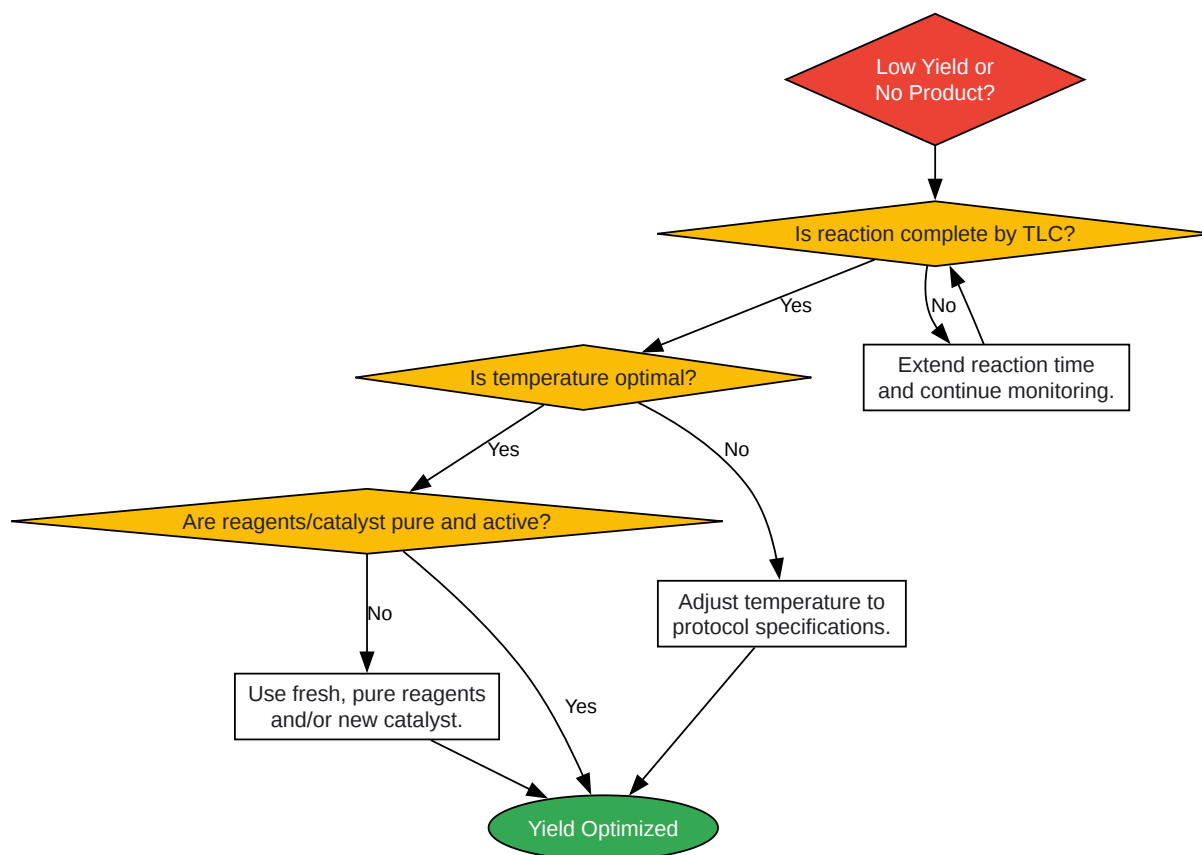 Low Yield or
No Product?
Is reaction complete by TLC?
Yes
No
Extend reaction time
and continue monitoring.
Is temperature optimal?
Yes
No
Are reagents/catalyst pure and active?
No
Yes
Adjust temperature to
protocol specifications.
Use fresh, pure reagents
and/or new catalyst.
Yield Optimized